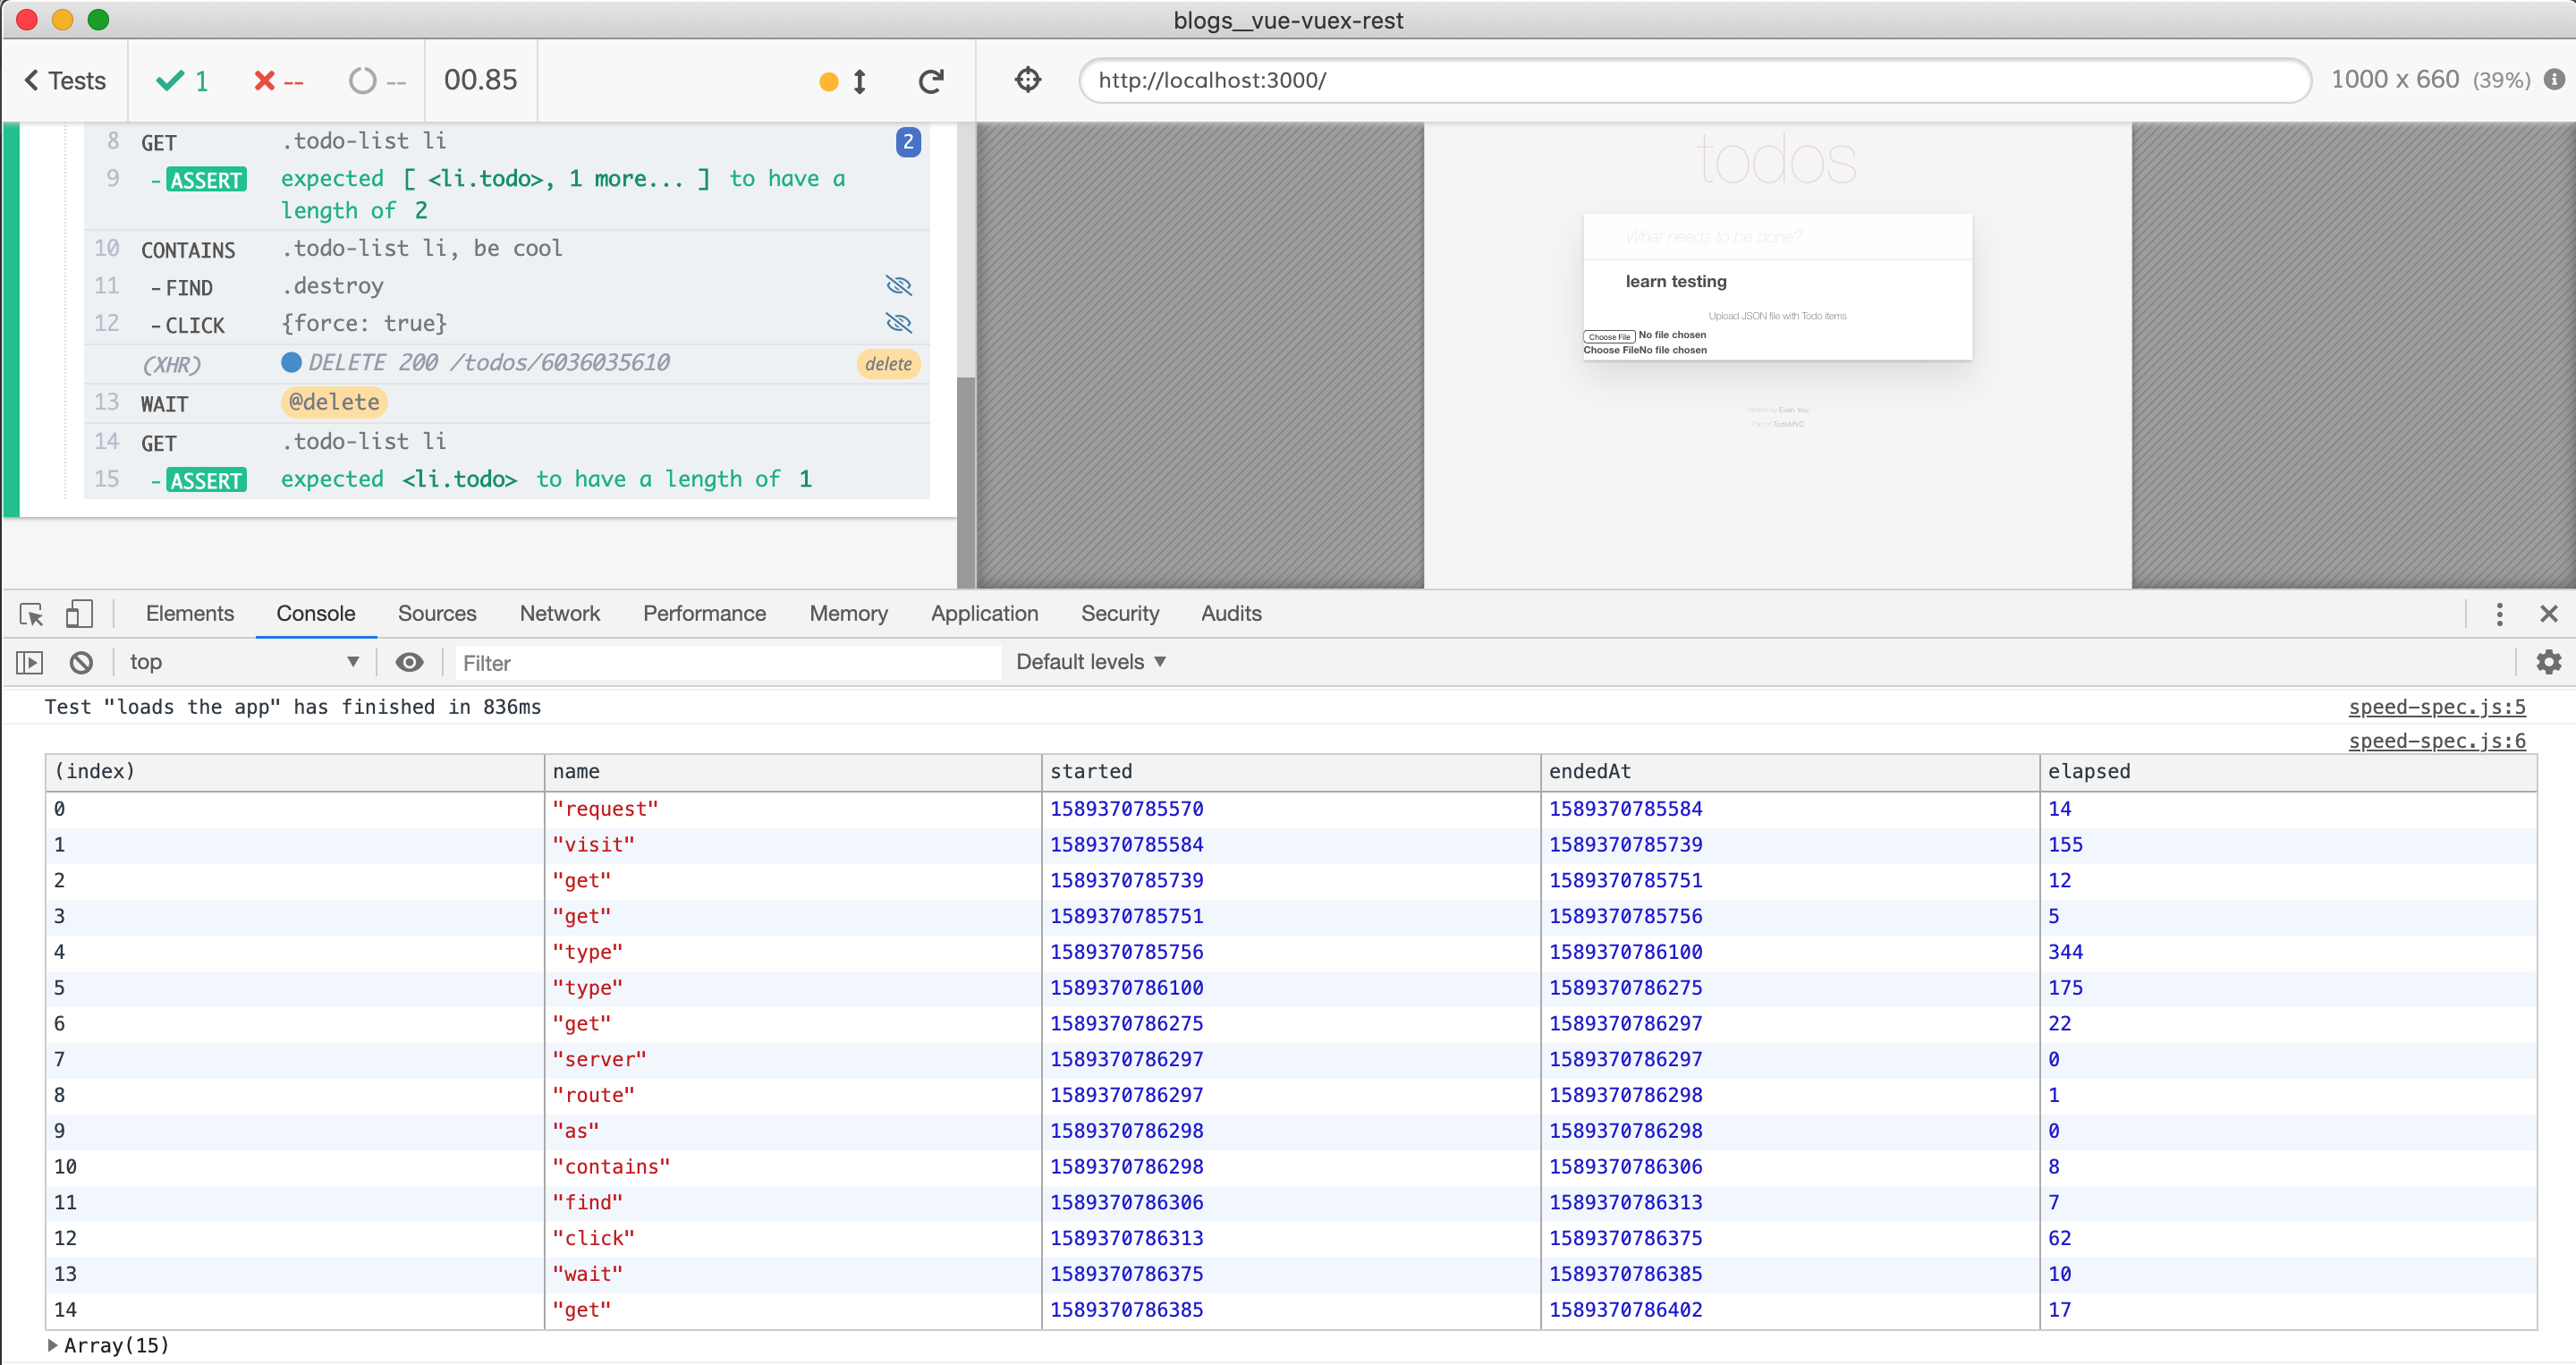 blogs__vue-vuex-rest
Tests 1 -- -- 00.85 http://localhost:3000/ 1000 x 660 (39%)
8 GET .todo-list li 2
9 -ASSERT expected [ <li.todo>, 1 more... ] to have a
length of 2
10 CONTAINS .todo-list li, be cool
11 -FIND .destroy
12 -CLICK {force: true}
(XHR) DELETE 200 /todos/6036035610 delete
13 WAIT @delete
14 GET .todo-list li
15 -ASSERT expected <li.todo> to have a length of 1
todos
What needs to be done?
learn testing
Upload JSON file with Todo items
Choose File No file chosen
Choose FileNo file chosen
Written by Evan You
Part of TodoMVC
Elements Console Sources Network Performance Memory Application Security Audits
top Filter Default levels
Test "loads the app" has finished in 836ms speed-spec.js:5
speed-spec.js:6
(index) name started endedAt elapsed
0 "request" 1589370785570 1589370785584 14
1 "visit" 1589370785584 1589370785739 155
2 "get" 1589370785739 1589370785751 12
3 "get" 1589370785751 1589370785756 5
4 "type" 1589370785756 1589370786100 344
5 "type" 1589370786100 1589370786275 175
6 "get" 1589370786275 1589370786297 22
7 "server" 1589370786297 1589370786297 0
8 "route" 1589370786297 1589370786298 1
9 "as" 1589370786298 1589370786298 0
10 "contains" 1589370786298 1589370786306 8
11 "find" 1589370786306 1589370786313 7
12 "click" 1589370786313 1589370786375 62
13 "wait" 1589370786375 1589370786385 10
14 "get" 1589370786385 1589370786402 17
Array(15)